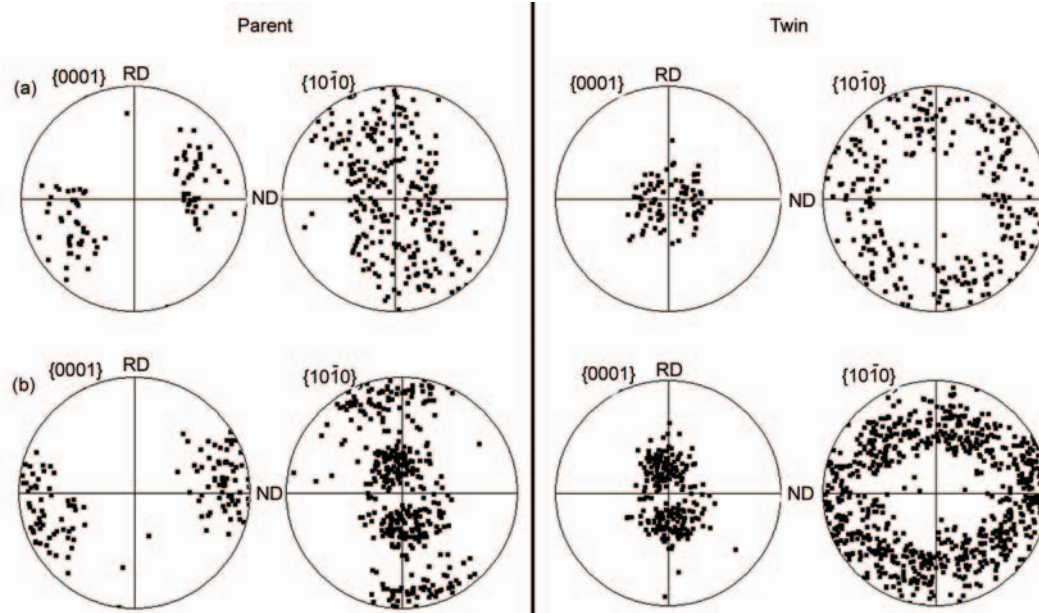 Parent Twin
(a) {0001} RD {101̄0} {0001} RD {101̄0}
ND ND
(b) {0001} RD {101̄0} {0001} RD {101̄0}
ND ND